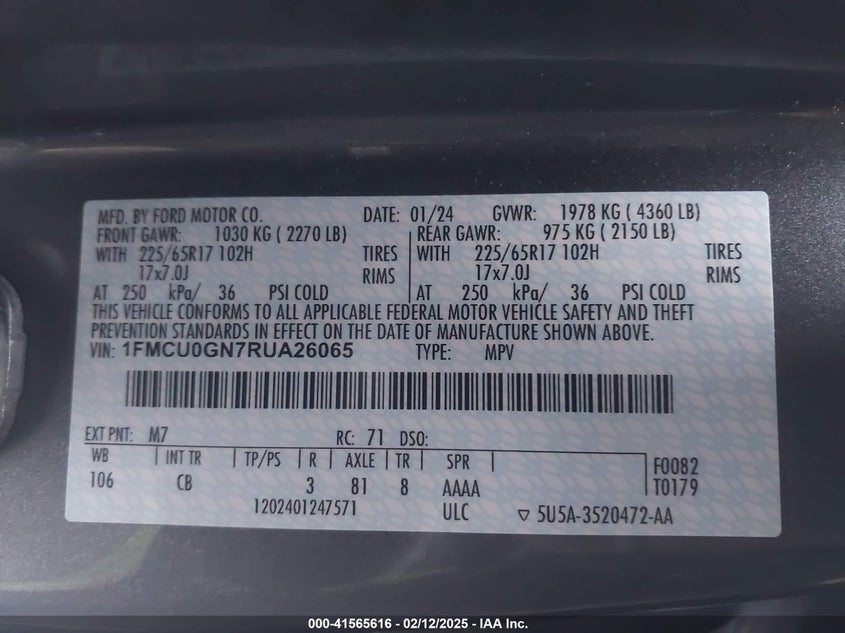 MFD. BY FORD MOTOR CO. DATE: 01/24 GVWR: 1978 KG ( 4360 LB)
FRONT GAWR: 1030 KG ( 2270 LB) REAR GAWR: 975 KG ( 2150 LB)
WITH 225/65R17 102H TIRES WITH 225/65R17 102H TIRES
17x7.0J RIMS 17x7.0J RIMS
AT 250 kPa/ 36 PSI COLD AT 250 kPa/ 36 PSI COLD
THIS VEHICLE CONFORMS TO ALL APPLICABLE FEDERAL MOTOR VEHICLE SAFETY AND THEFT
PREVENTION STANDARDS IN EFFECT ON THE DATE OF MANUFACTURE SHOWN ABOVE.
VIN: 1FMCU0GN7RUA26065 TYPE: MPV
EXT PNT: M7 RC: 71 DSO:
WB INT TR TP/PS R AXLE TR SPR F0082
106 CB 3 81 8 AAAA T0179
1202401247571 ULC ▽ 5U5A-3520472-AA
000-41565616 - 02/12/2025 - IAA Inc.